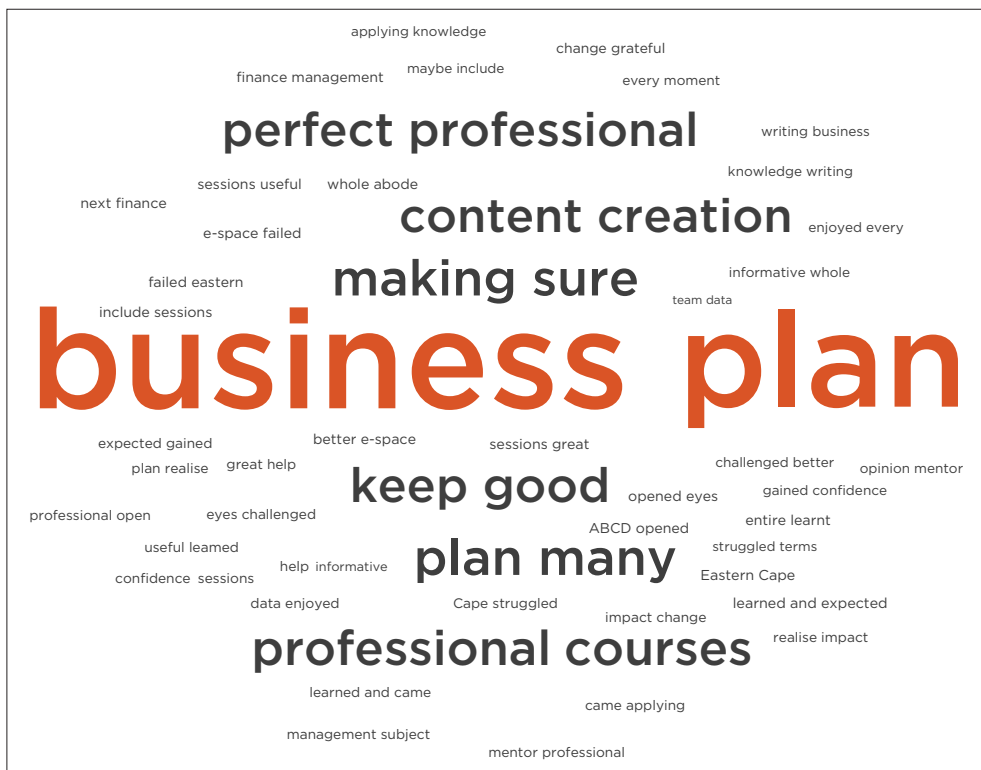 applying knowledge
change grateful
maybe include
finance management
every moment
perfect professional
writing business
knowledge writing
sessions useful
whole abode
next finance
content creation
enjoyed every
e-space failed
making sure
informative whole
failed eastern
team data
include sessions
business plan
expected gained
better e-space
sessions great
plan realise
great help
challenged better
opinion mentor
keep good
opened eyes
gained confidence
professional open
eyes challenged
ABCD opened
entire learnt
useful leamed
plan many
struggled terms
confidence sessions
help informative
Eastern Cape
data enjoyed
Cape struggled
learned and expected
impact change
professional courses
realise impact
learned and came
came applying
management subject
mentor professional